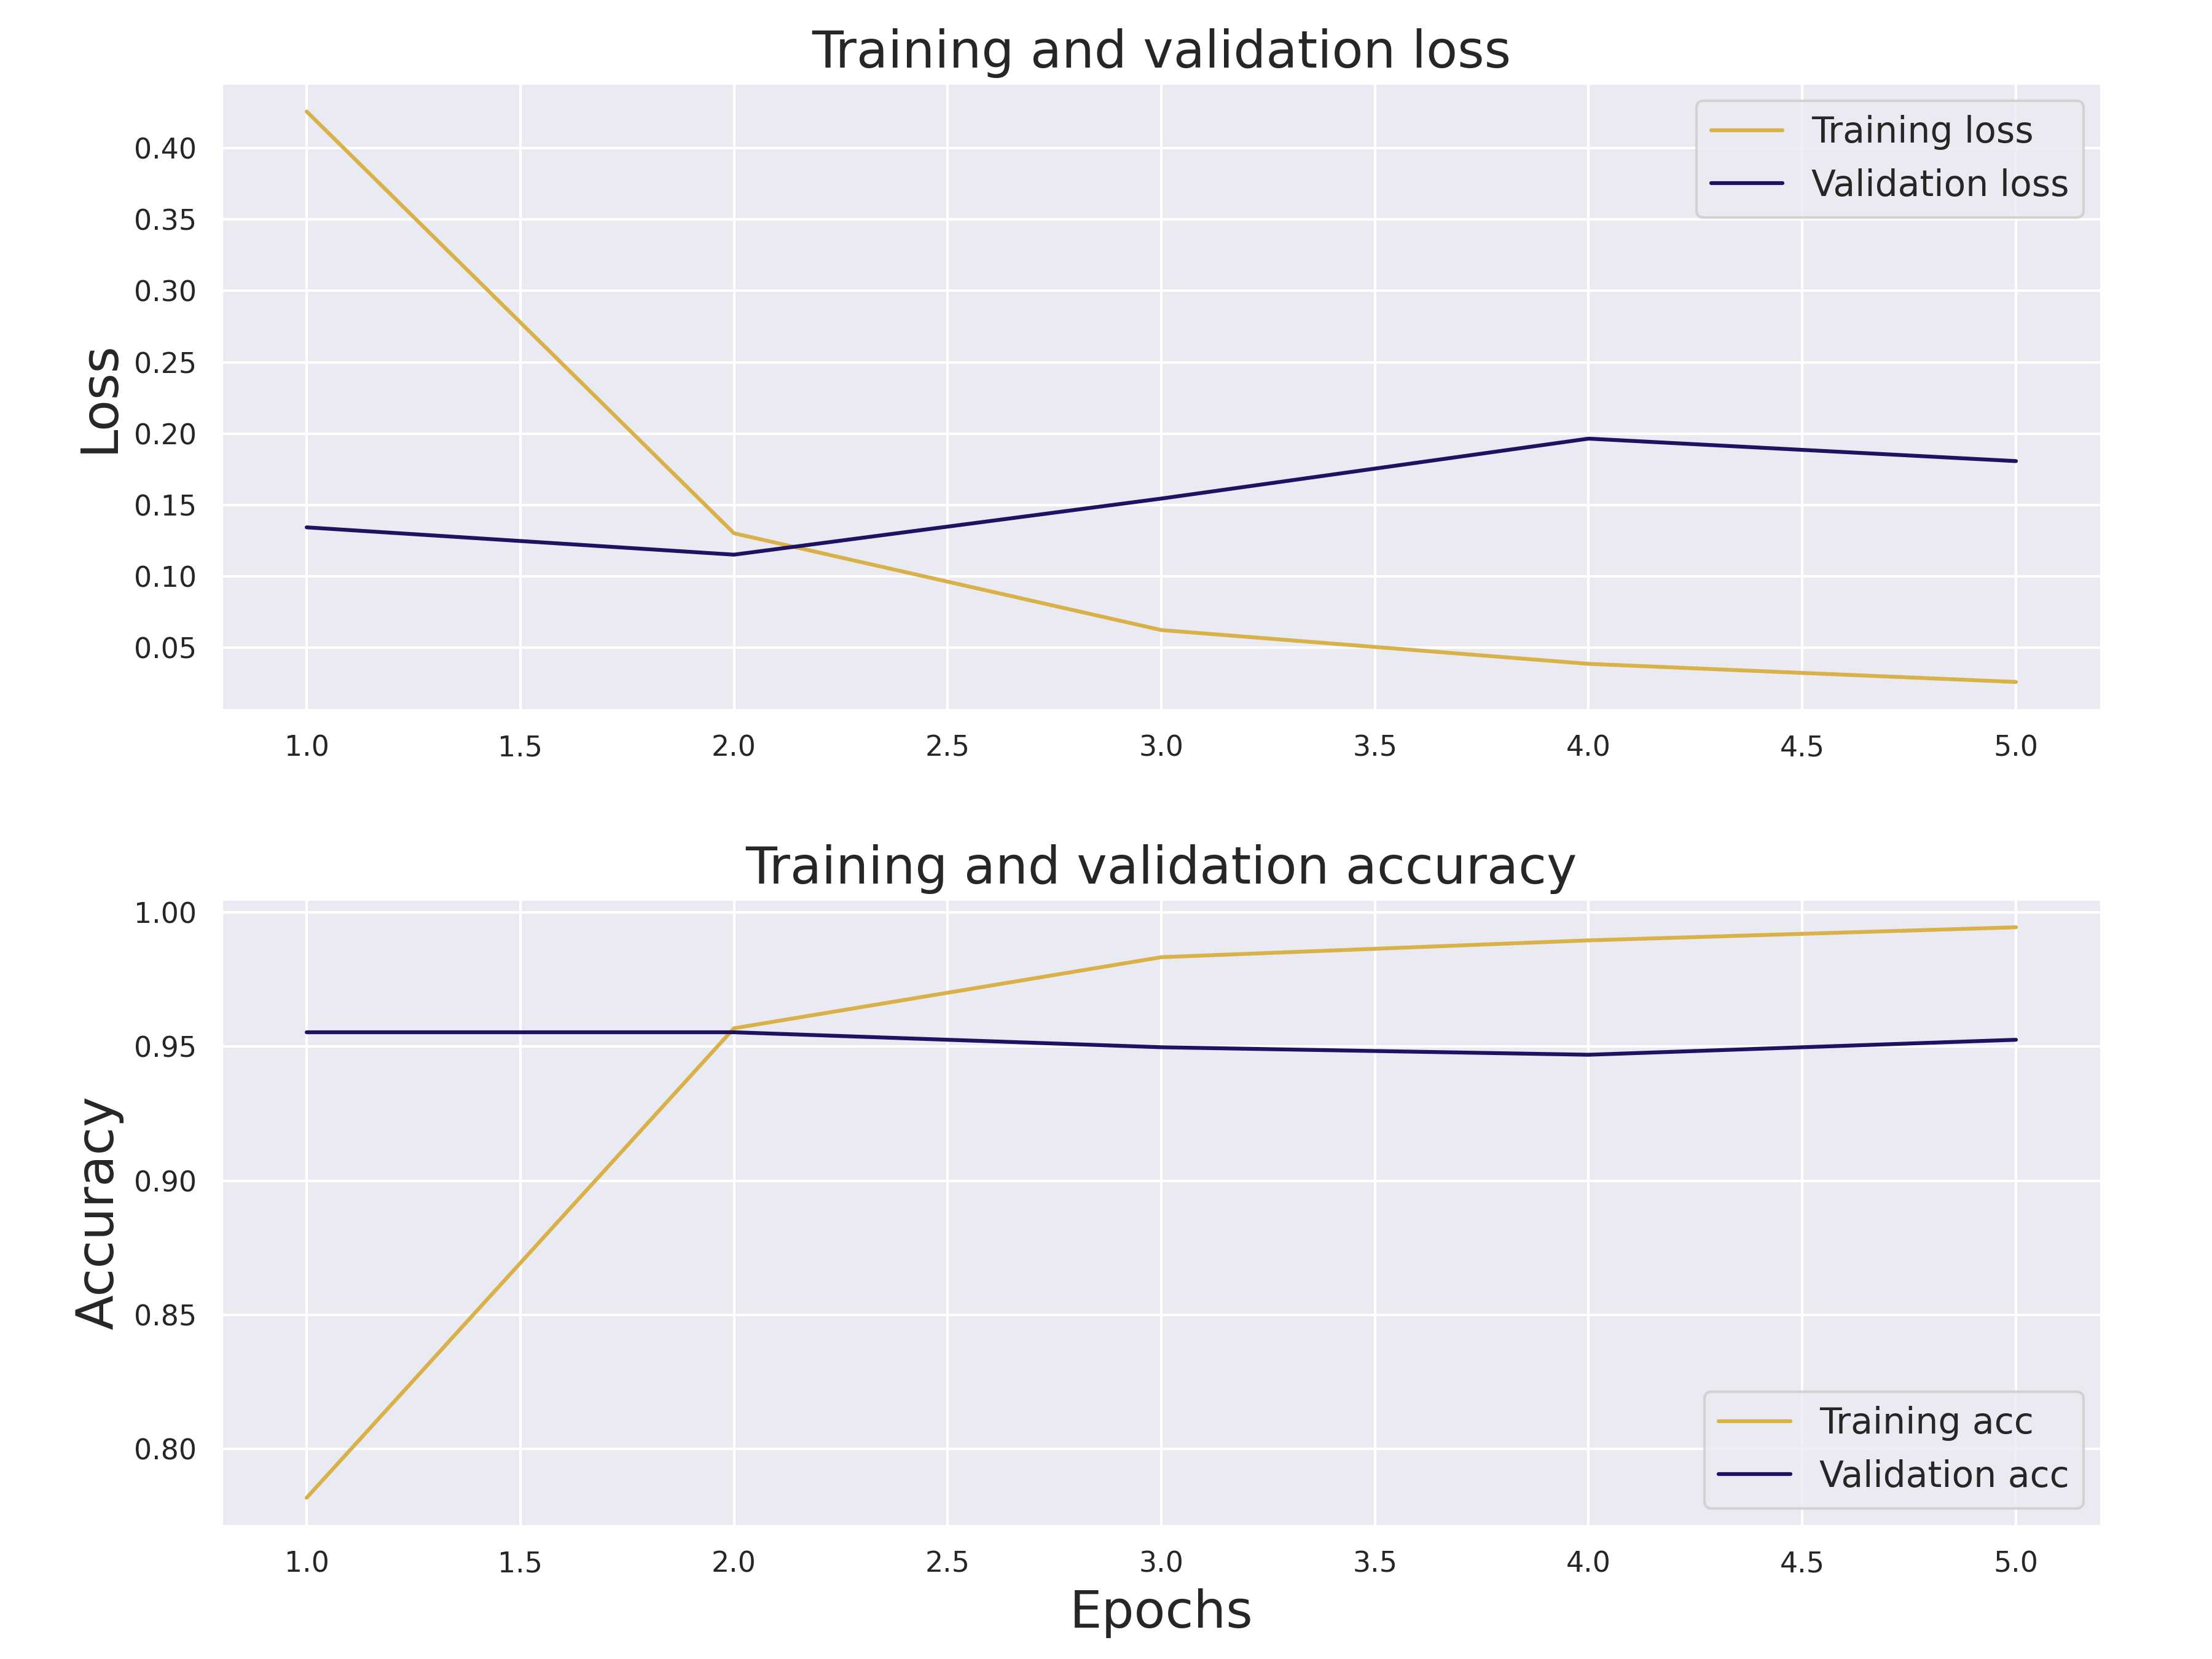 Training and validation loss
Training loss
Validation loss
Loss
0.40
0.35
0.30
0.25
0.20
0.15
0.10
0.05
1.0 1.5 2.0 2.5 3.0 3.5 4.0 4.5 5.0
Training and validation accuracy
Accuracy
1.00
0.95
0.90
0.85
0.80
Training acc
Validation acc
1.0 1.5 2.0 2.5 3.0 3.5 4.0 4.5 5.0
Epochs